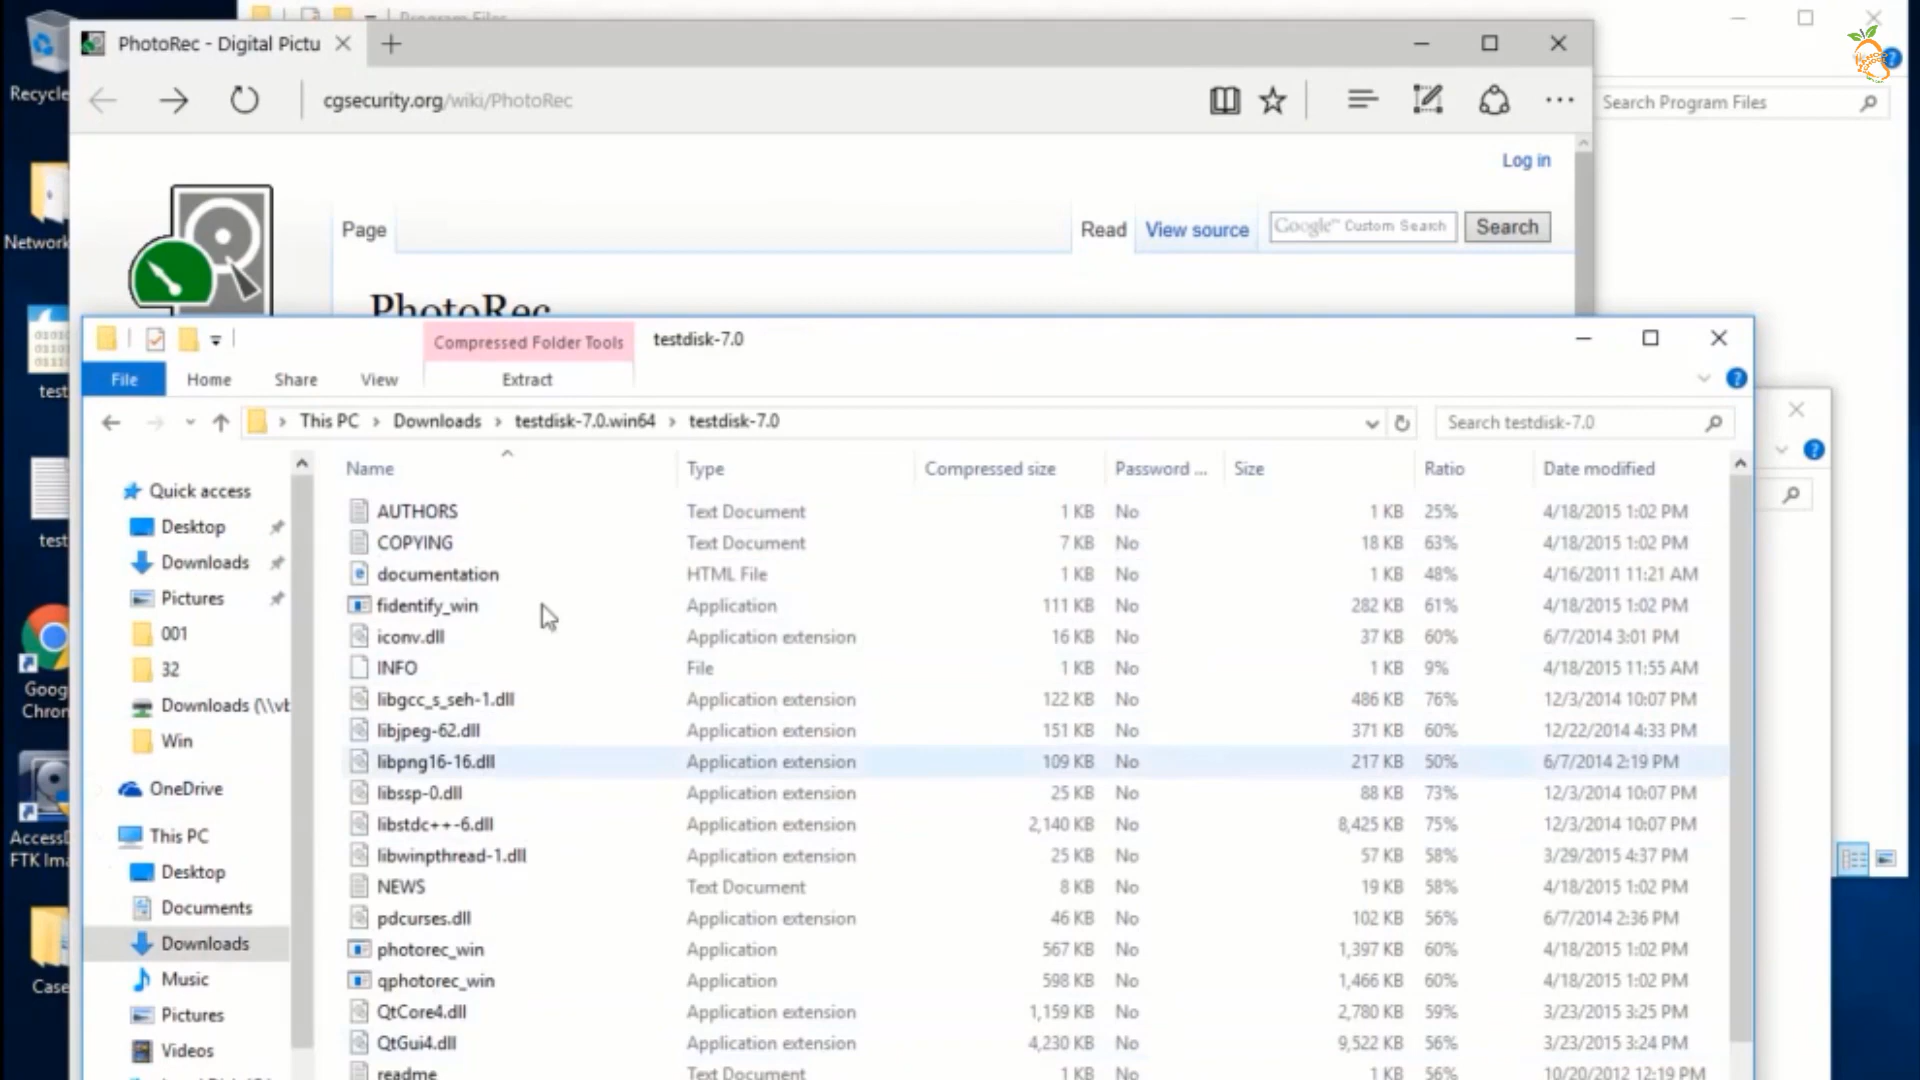 Program Files
PhotoRec - Digital Pictu
Recycle
cgsecurity.org/wiki/PhotoRec
Search Program Files
Log in
Page
Read
View source
Google™ Custom Search
Search
PhotoRec
Network
Compressed Folder Tools
testdisk-7.0
File
Home
Share
View
Extract
test
This PC > Downloads > testdisk-7.0.win64 > testdisk-7.0
Search testdisk-7.0
Name Type Compressed size Password ... Size Ratio Date modified
Quick access
Desktop
Downloads
Pictures
001
32
Downloads (\\vb
Win
OneDrive
This PC
Desktop
Documents
Downloads
Music
Pictures
Videos
test
Goog
Chron
AccessD
FTK Ima
Case
AUTHORS Text Document 1 KB No 1 KB 25% 4/18/2015 1:02 PM
COPYING Text Document 7 KB No 18 KB 63% 4/18/2015 1:02 PM
documentation HTML File 1 KB No 1 KB 48% 4/16/2011 11:21 AM
fidentify_win Application 111 KB No 282 KB 61% 4/18/2015 1:02 PM
iconv.dll Application extension 16 KB No 37 KB 60% 6/7/2014 3:01 PM
INFO File 1 KB No 1 KB 9% 4/18/2015 11:55 AM
libgcc_s_seh-1.dll Application extension 122 KB No 486 KB 76% 12/3/2014 10:07 PM
libjpeg-62.dll Application extension 151 KB No 371 KB 60% 12/22/2014 4:33 PM
libpng16-16.dll Application extension 109 KB No 217 KB 50% 6/7/2014 2:19 PM
libssp-0.dll Application extension 25 KB No 88 KB 73% 12/3/2014 10:07 PM
libstdc++-6.dll Application extension 2,140 KB No 8,425 KB 75% 12/3/2014 10:07 PM
libwinpthread-1.dll Application extension 25 KB No 57 KB 58% 3/29/2015 4:37 PM
NEWS Text Document 8 KB No 19 KB 58% 4/18/2015 1:02 PM
pdcurses.dll Application extension 46 KB No 102 KB 56% 6/7/2014 2:36 PM
photorec_win Application 567 KB No 1,397 KB 60% 4/18/2015 1:02 PM
qphotorec_win Application 598 KB No 1,466 KB 60% 4/18/2015 1:02 PM
QtCore4.dll Application extension 1,159 KB No 2,780 KB 59% 3/23/2015 3:25 PM
QtGui4.dll Application extension 4,230 KB No 9,522 KB 56% 3/23/2015 3:24 PM
readme Text Document 1 KB No 1 KB 56% 10/20/2012 12:19 PM